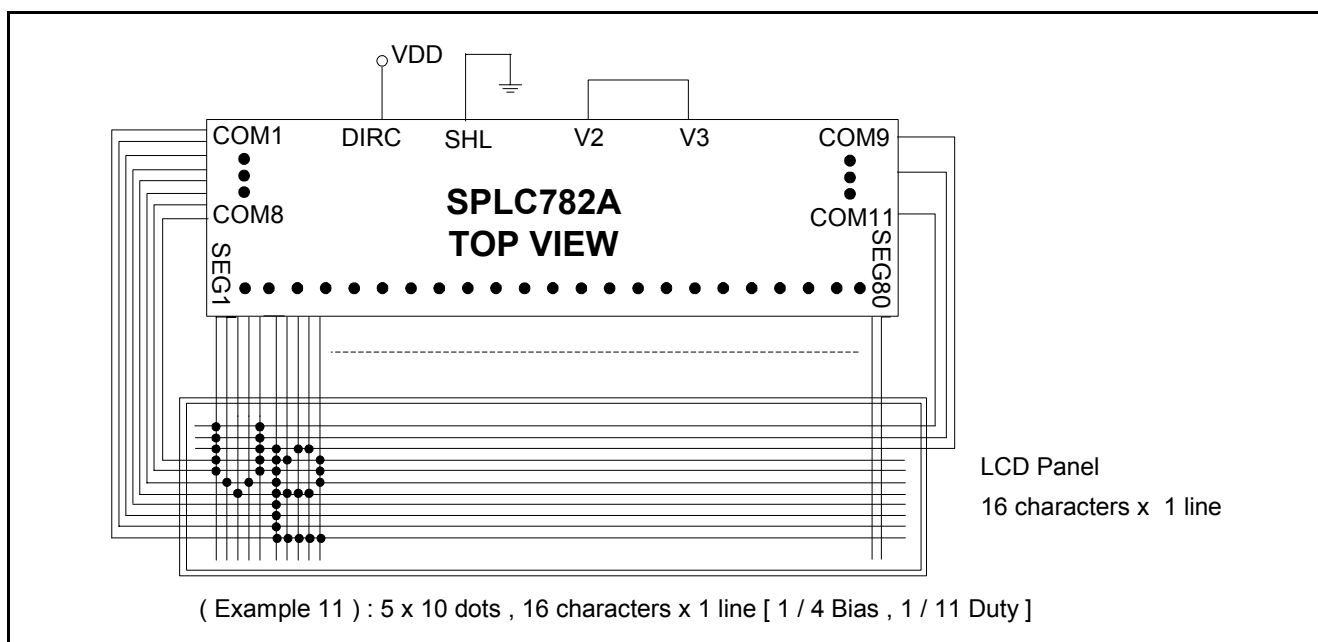 VDD
COM1 DIRC SHL V2 V3 COM9
SPLC782A
COM8 COM11
TOP VIEW
SEG1 SEG80
LCD Panel
16 characters x 1 line
( Example 11 ) : 5 x 10 dots , 16 characters x 1 line [ 1 / 4 Bias , 1 / 11 Duty ]